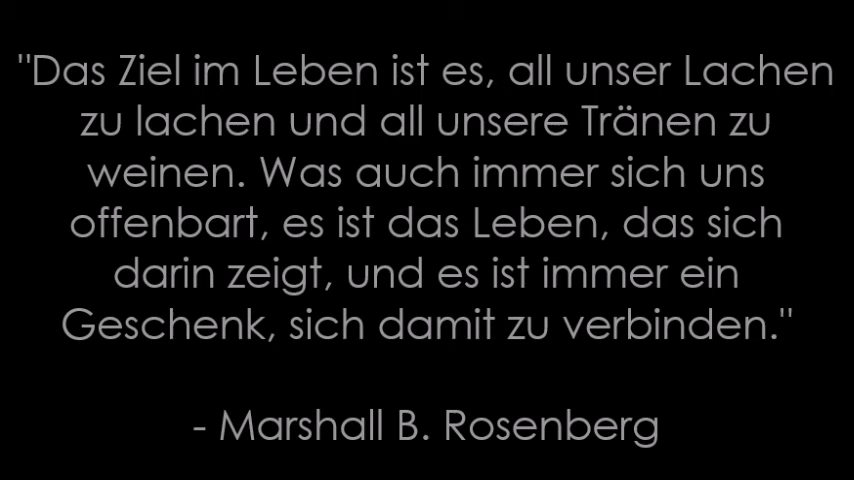 "Das Ziel im Leben ist es, all unser Lachen
zu lachen und all unsere Tränen zu
weinen. Was auch immer sich uns
offenbart, es ist das Leben, das sich
darin zeigt, und es ist immer ein
Geschenk, sich damit zu verbinden."
- Marshall B. Rosenberg